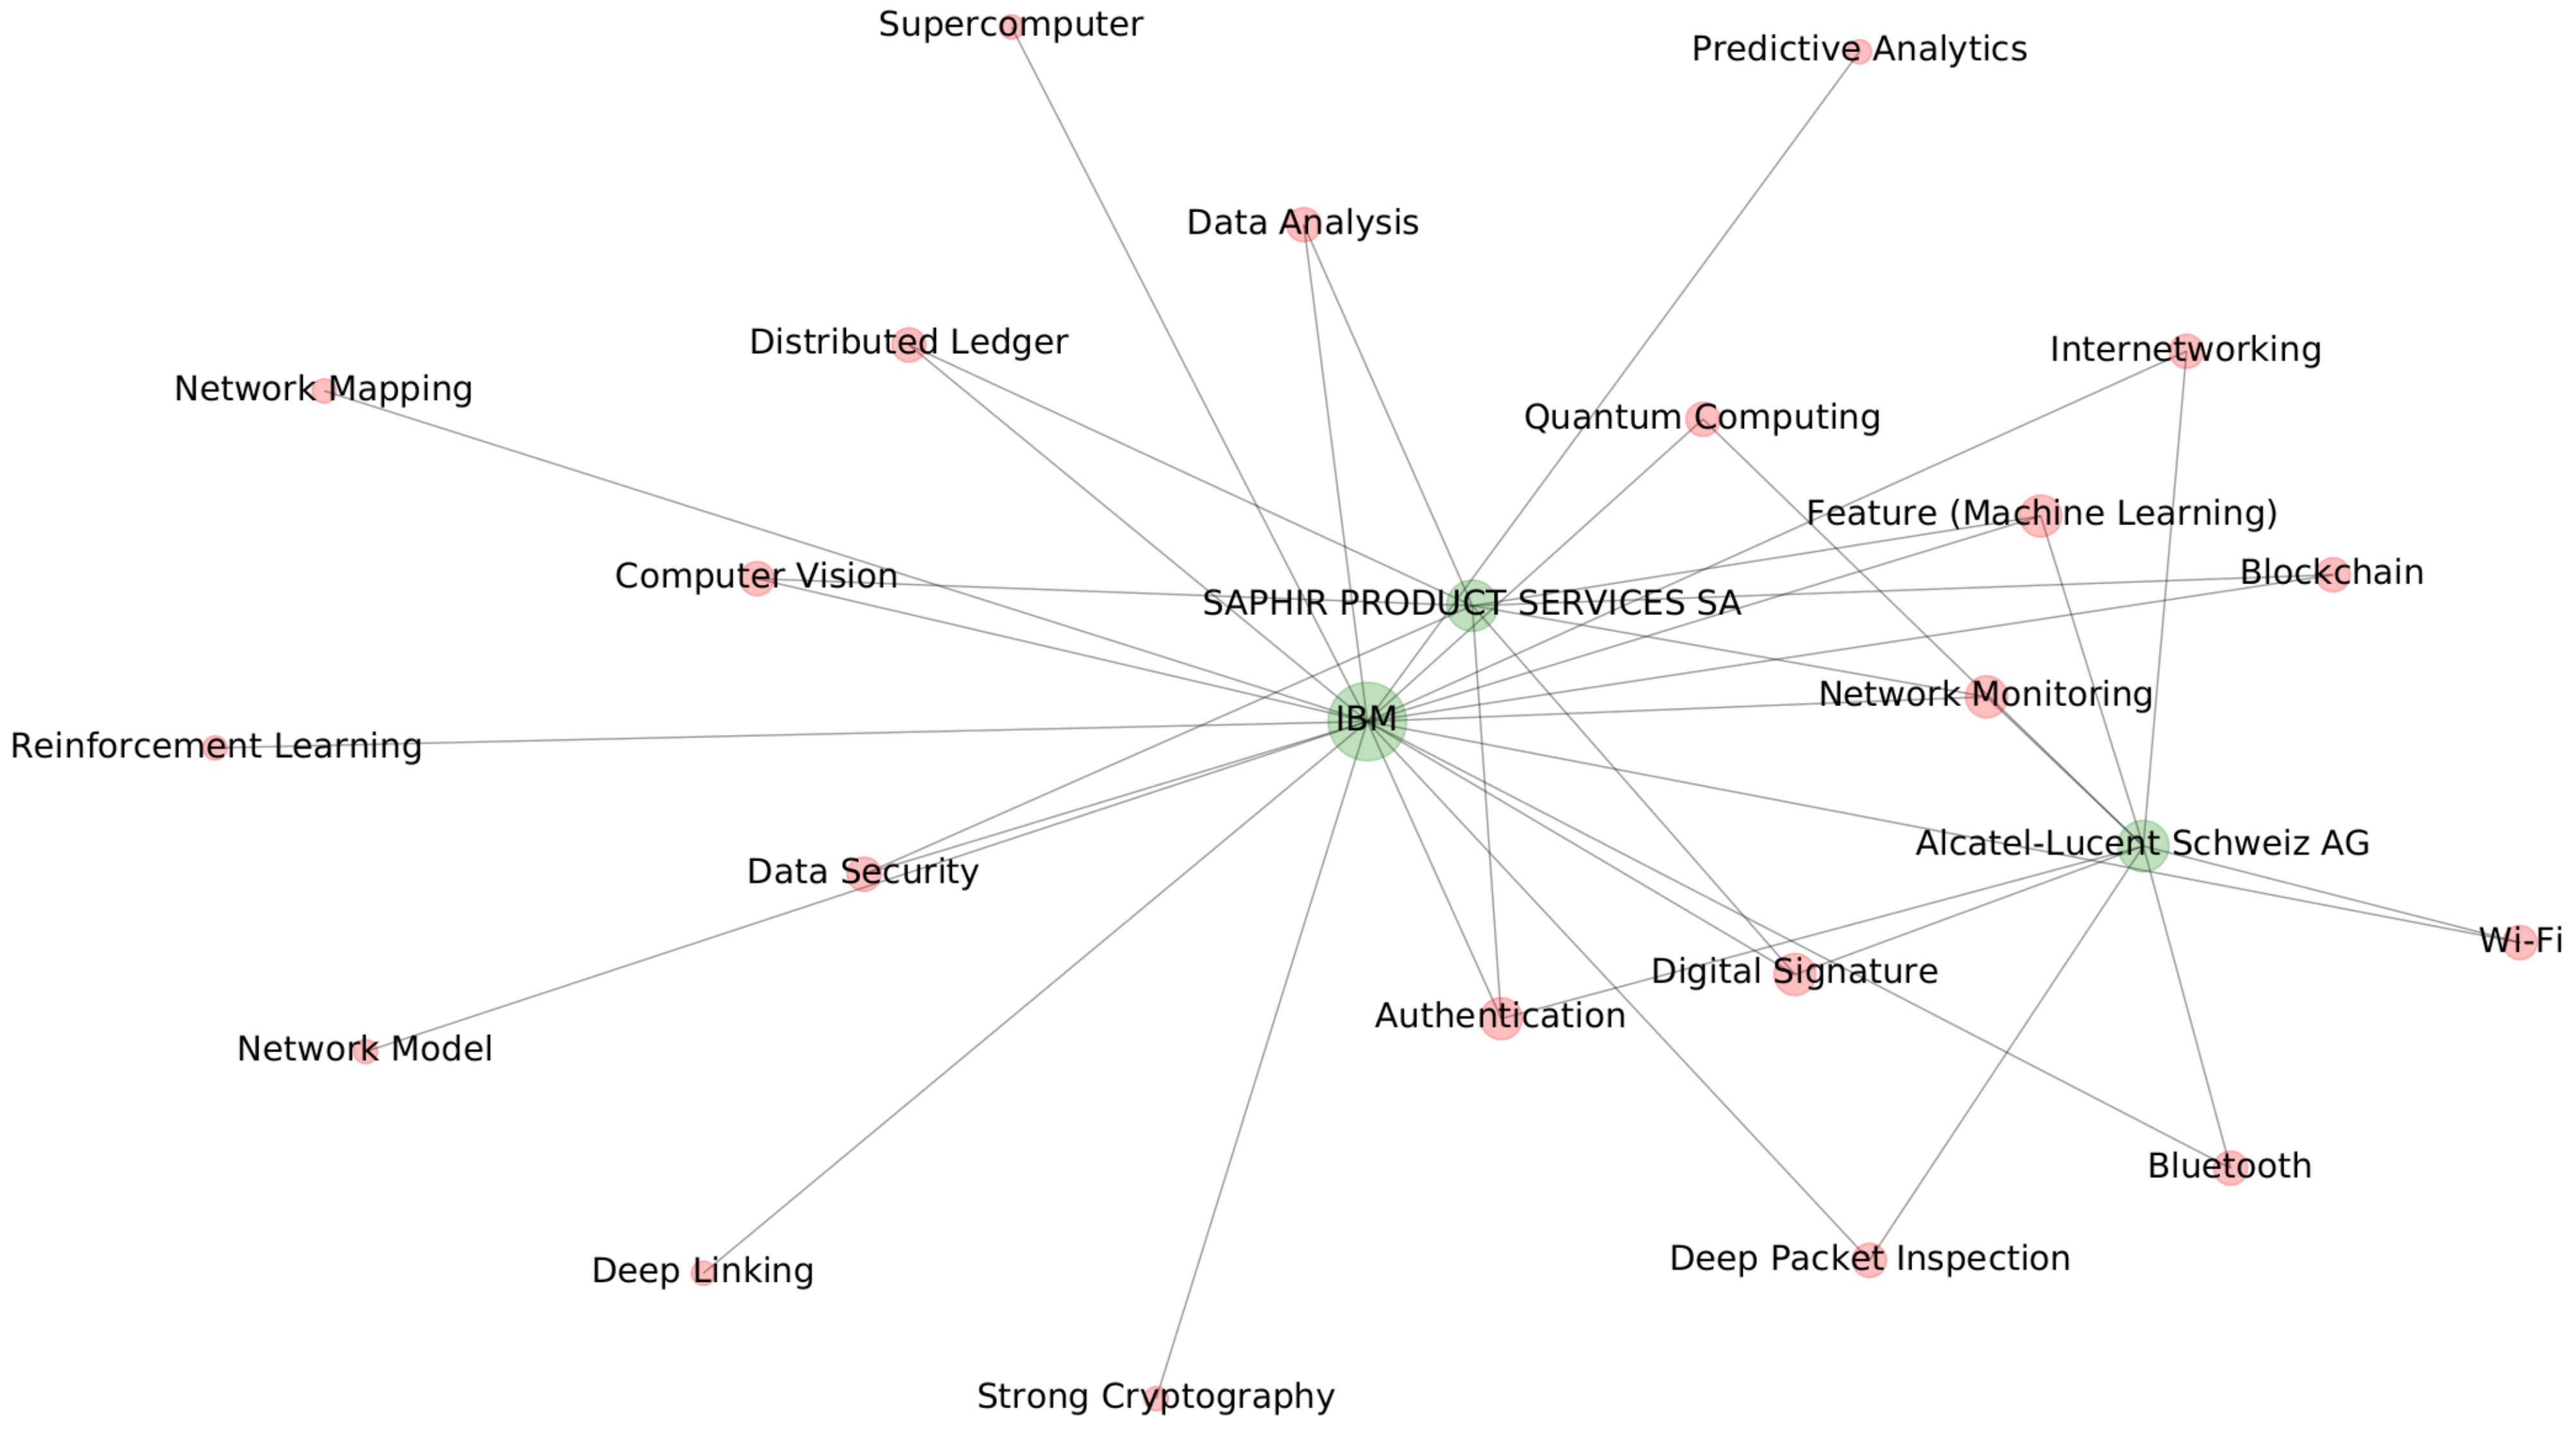 Supercomputer
Predictive Analytics
Data Analysis
Distributed Ledger
Internetworking
Network Mapping
Quantum Computing
Feature (Machine Learning)
Computer Vision
Blockchain
SAPHIR PRODUCT SERVICES SA
Network Monitoring
IBM
Reinforcement Learning
Alcatel-Lucent Schweiz AG
Data Security
Wi-Fi
Digital Signature
Authentication
Network Model
Bluetooth
Deep Packet Inspection
Deep Linking
Strong Cryptography